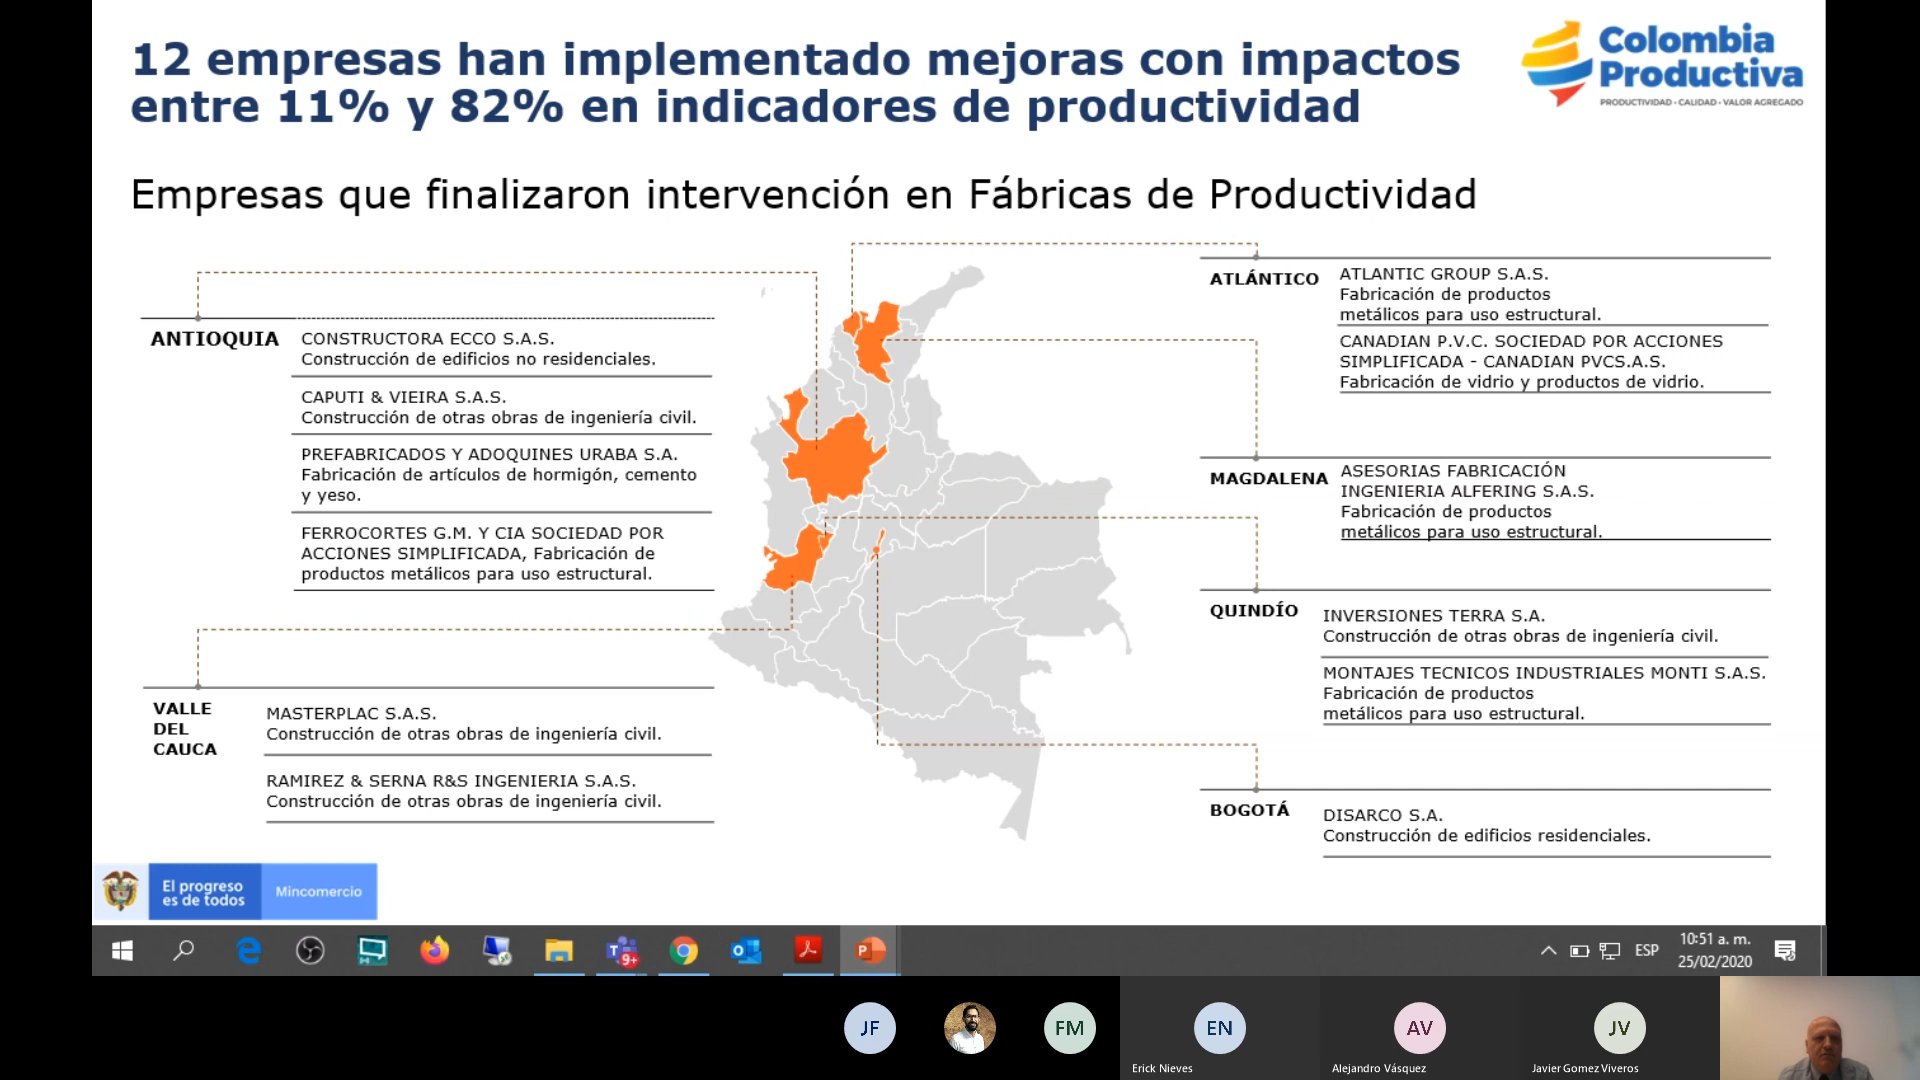 12 empresas han implementado mejoras con impactos
entre 11% y 82% en indicadores de productividad
Colombia
Productiva
PRODUCTIVIDAD • CALIDAD • VALOR AGREGADO
Empresas que finalizaron intervención en Fábricas de Productividad
ANTIOQUIA
CONSTRUCTORA ECCO S.A.S.
Construcción de edificios no residenciales.
CAPUTI & VIEIRA S.A.S.
Construcción de otras obras de ingeniería civil.
PREFABRICADOS Y ADOQUINES URABA S.A.
Fabricación de artículos de hormigón, cemento
y yeso.
FERROCORTES G.M. Y CIA SOCIEDAD POR
ACCIONES SIMPLIFICADA, Fabricación de
productos metálicos para uso estructural.
VALLE
DEL
CAUCA
MASTERPLAC S.A.S.
Construcción de otras obras de ingeniería civil.
RAMIREZ & SERNA R&S INGENIERIA S.A.S.
Construcción de otras obras de ingeniería civil.
ATLÁNTICO
ATLANTIC GROUP S.A.S.
Fabricación de productos
metálicos para uso estructural.
CANADIAN P.V.C. SOCIEDAD POR ACCIONES
SIMPLIFICADA - CANADIAN PVCS.A.S.
Fabricación de vidrio y productos de vidrio.
MAGDALENA
ASESORIAS FABRICACIÓN
INGENIERIA ALFERING S.A.S.
Fabricación de productos
metálicos para uso estructural.
QUINDÍO
INVERSIONES TERRA S.A.
Construcción de otras obras de ingeniería civil.
MONTAJES TECNICOS INDUSTRIALES MONTI S.A.S.
Fabricación de productos
metálicos para uso estructural.
BOGOTÁ
DISARCO S.A.
Construcción de edificios residenciales.
El progreso
es de todos
Mincomercio
9+
ESP
10:51 a. m.
25/02/2020
JF
FM
EN
AV
JV
Erick Nieves
Alejandro Vásquez
Javier Gomez Viveros